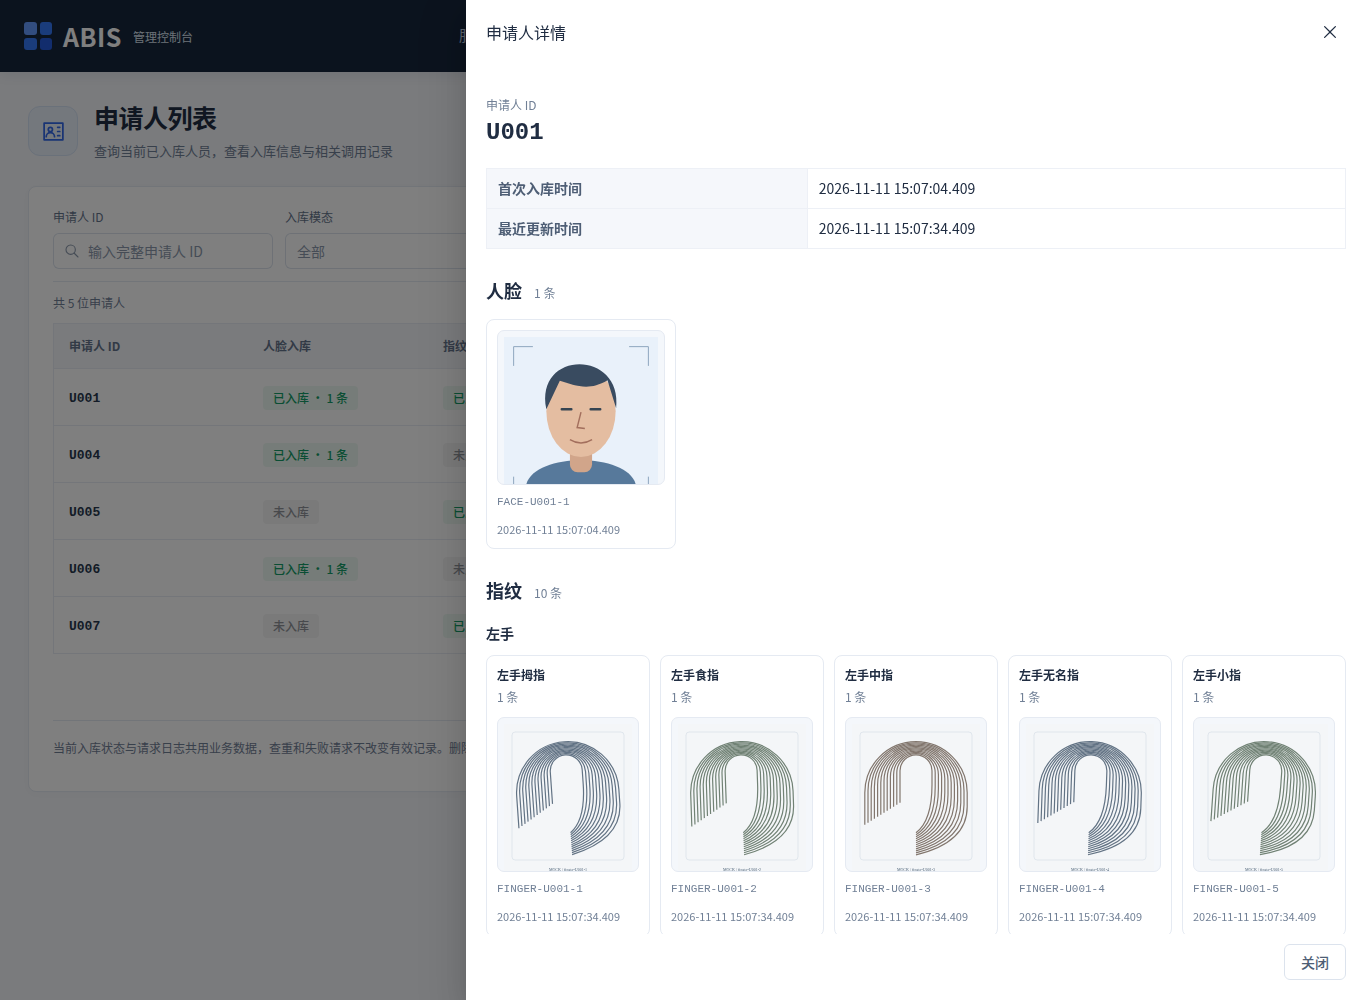 ABIS 管理控制台
申请人列表
查询当前已入库人员，查看入库信息与相关调用记录
申请人 ID
入库模态
输入完整申请人 ID
全部
共 5 位申请人
申请人 ID 人脸入库 指纹
U001 已入库 · 1 条 已
U004 已入库 · 1 条 未
U005 未入库 已
U006 已入库 · 1 条 未
U007 未入库 已
当前入库状态与请求日志共用业务数据，查重和失败请求不改变有效记录。
申请人详情
申请人 ID
U001
首次入库时间 2026-11-11 15:07:04.409
最近更新时间 2026-11-11 15:07:34.409
人脸 1 条
FACE-U001-1
2026-11-11 15:07:04.409
指纹 10 条
左手
左手拇指
1 条
FINGER-U001-1
2026-11-11 15:07:34.409
左手食指
1 条
FINGER-U001-2
2026-11-11 15:07:34.409
左手中指
1 条
FINGER-U001-3
2026-11-11 15:07:34.409
左手无名指
1 条
FINGER-U001-4
2026-11-11 15:07:34.409
左手小指
1 条
FINGER-U001-5
2026-11-11 15:07:34.409
关闭